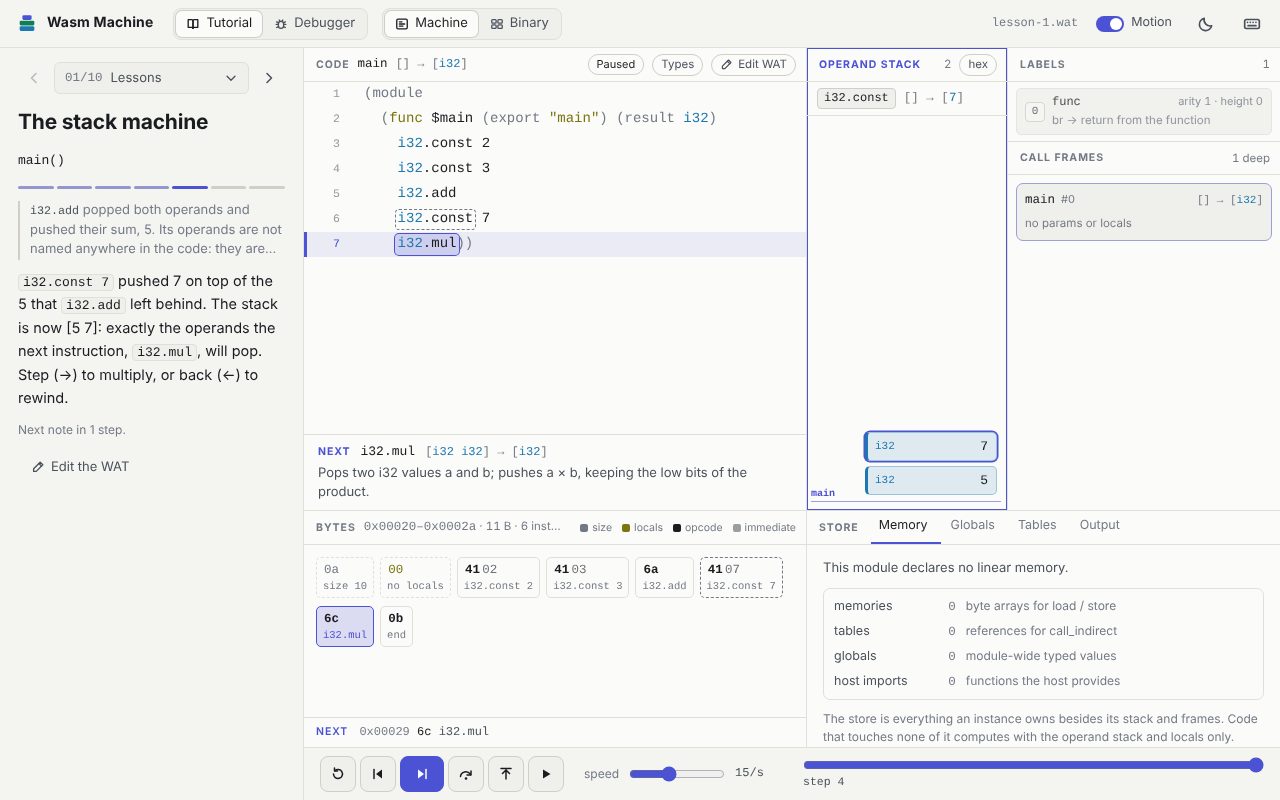 Wasm Machine
Tutorial
Debugger
Machine
Binary
lesson-1.wat
Motion
01/10 Lessons
The stack machine
main()
i32.add popped both operands and
pushed their sum, 5. Its operands are not
named anywhere in the code: they are…
i32.const 7 pushed 7 on top of the
5 that i32.add left behind. The stack
is now [5 7]: exactly the operands the
next instruction, i32.mul, will pop.
Step (→) to multiply, or back (←) to
rewind.
Next note in 1 step.
Edit the WAT
CODE main [] → [i32]
Paused
Types
Edit WAT
1 (module
2 (func $main (export "main") (result i32)
3 i32.const 2
4 i32.const 3
5 i32.add
6 i32.const 7
7 i32.mul))
NEXT i32.mul [i32 i32] → [i32]
Pops two i32 values a and b; pushes a × b, keeping the low bits of the
product.
OPERAND STACK 2 hex
i32.const [] → [7]
i32 7
i32 5
main
LABELS 1
0 func arity 1 · height 0
br → return from the function
CALL FRAMES 1 deep
main #0 [] → [i32]
no params or locals
BYTES 0x00020–0x0002a · 11 B · 6 inst…
size locals opcode immediate
0a
size 10
00
no locals
41 02
i32.const 2
41 03
i32.const 3
6a
i32.add
41 07
i32.const 7
6c
i32.mul
0b
end
NEXT 0x00029 6c i32.mul
STORE Memory Globals Tables Output
This module declares no linear memory.
memories 0 byte arrays for load / store
tables 0 references for call_indirect
globals 0 module-wide typed values
host imports 0 functions the host provides
The store is everything an instance owns besides its stack and frames. Code
that touches none of it computes with the operand stack and locals only.
speed 15/s
step 4